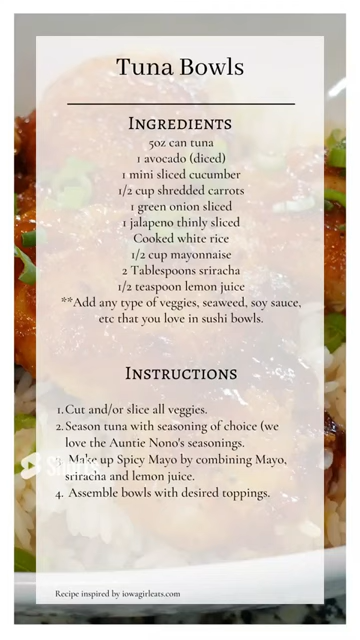 Tuna Bowls
Ingredients
5oz can tuna
1 avocado (diced)
1 mini sliced cucumber
1/2 cup shredded carrots
1 green onion sliced
1 jalapeno thinly sliced
Cooked white rice
1/2 cup mayonnaise
2 Tablespoons sriracha
1/2 teaspoon lemon juice
**Add any type of veggies, seaweed, soy sauce,
etc that you love in sushi bowls.
Instructions
1. Cut and/or slice all veggies.
2. Season tuna with seasoning of choice (we
love the Auntie Nono's seasonings.
3. Make up Spicy Mayo by combining Mayo,
sriracha and lemon juice.
4. Assemble bowls with desired toppings.
Shorts
Recipe inspired by iowagirleats.com